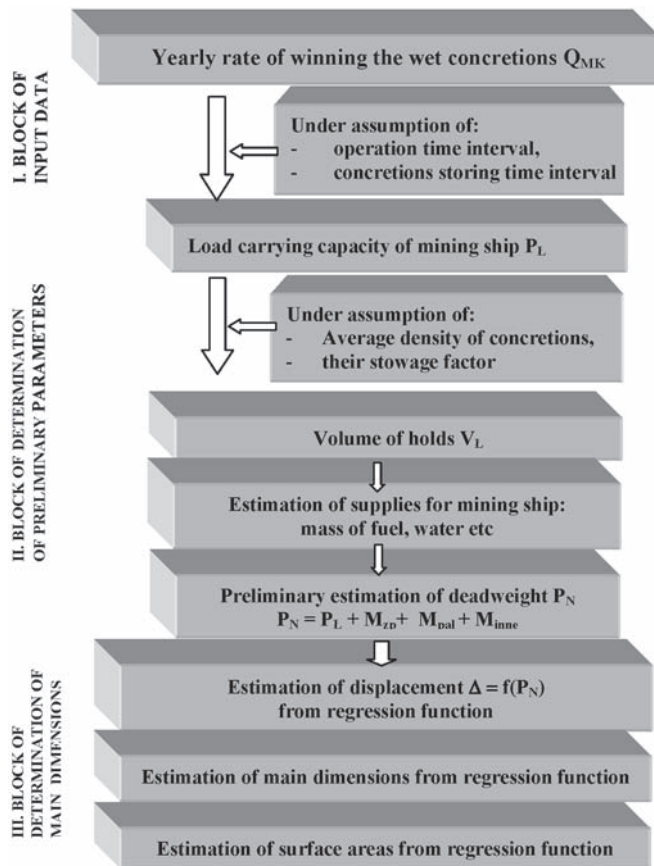 Yearly rate of winning the wet concretions Q_MK
I. BLOCK OF
INPUT DATA
Under assumption of:
- operation time interval,
- concretions storing time interval
Load carrying capacity of mining ship P_L
II. BLOCK OF DETERMINATION
OF PRELIMINARY PARAMETERS
Under assumption of:
- Average density of concretions,
- their stowage factor
Volume of holds V_L
Estimation of supplies for mining ship:
mass of fuel, water etc
Preliminary estimation of deadweight P_N
P_N = P_L + M_zp + M_pal + M_inne
III. BLOCK OF
DETERMINATION OF
MAIN DIMENSIONS
Estimation of displacement Δ = f(P_N)
from regression function
Estimation of main dimensions from regression function
Estimation of surface areas from regression function